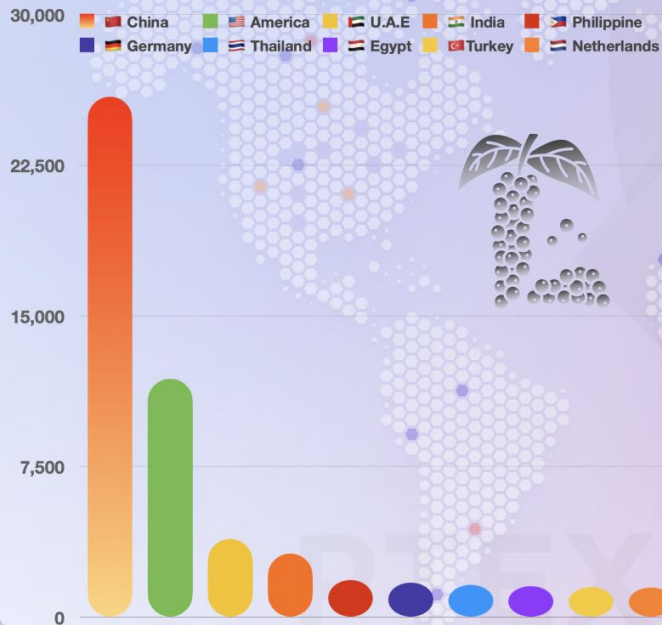 30,000
China America U.A.E India Philippine
Germany Thailand Egypt Turkey Netherlands
22,500
15,000
7,500
0